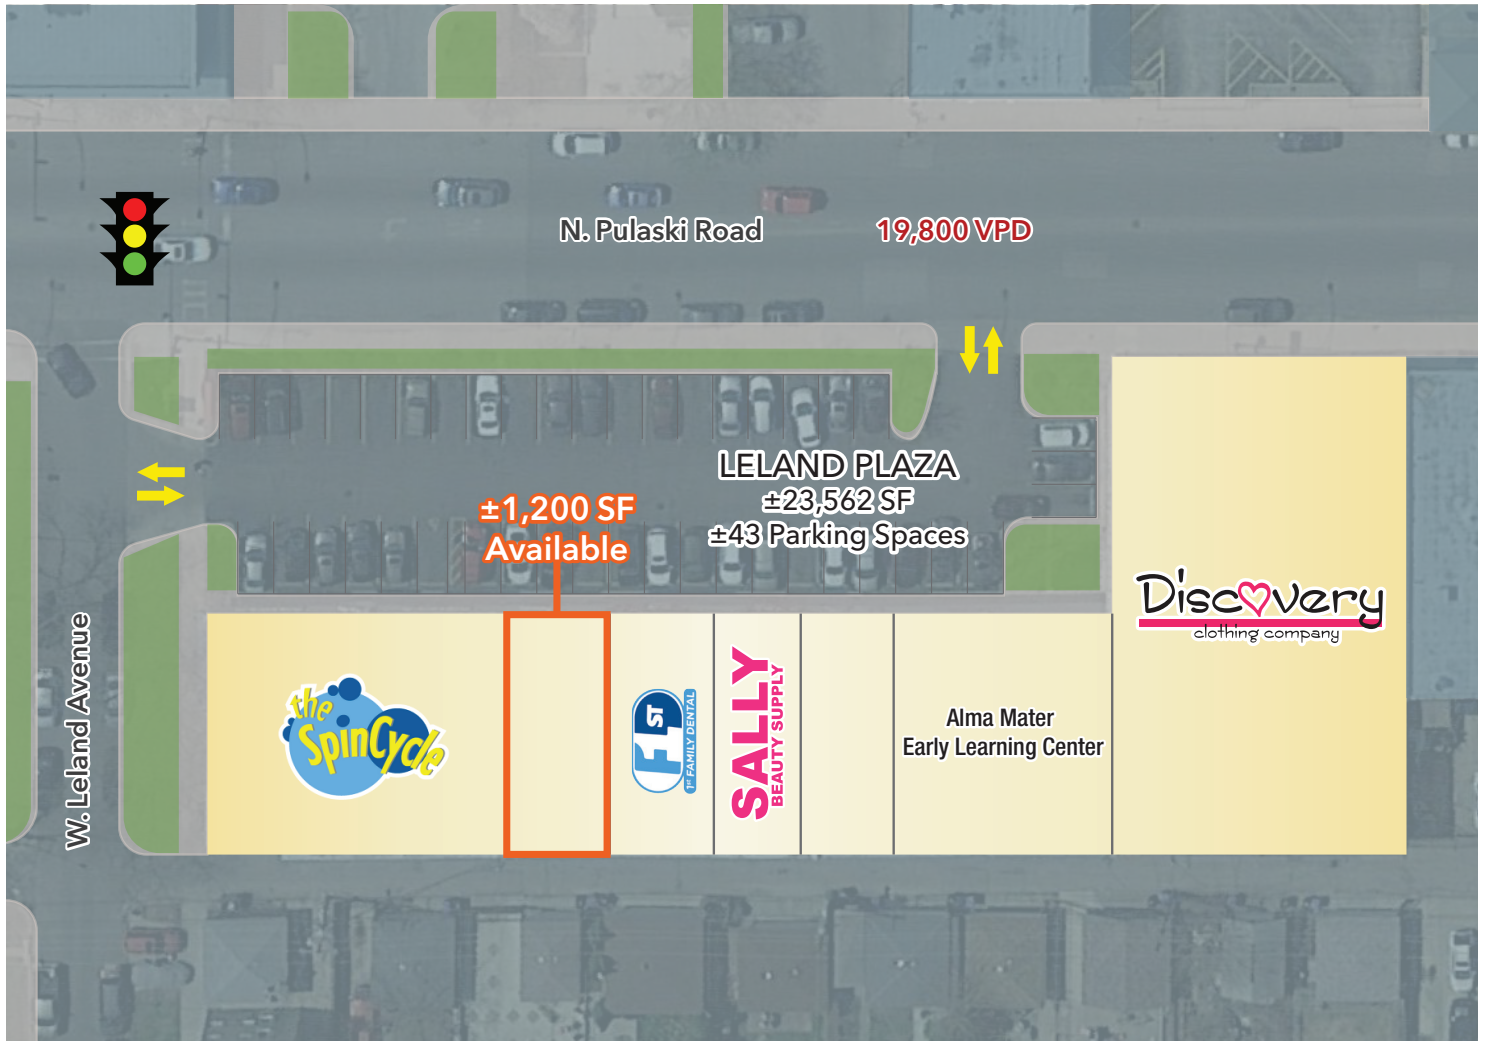 N. Pulaski Road
19,800 VPD
LELAND PLAZA
±23,562 SF
±43 Parking Spaces
±1,200 SF
Available
W. Leland Avenue
the
SpinCycle
F1ST
1st FAMILY DENTAL
SALLY
BEAUTY SUPPLY
Alma Mater
Early Learning Center
Discovery
clothing company